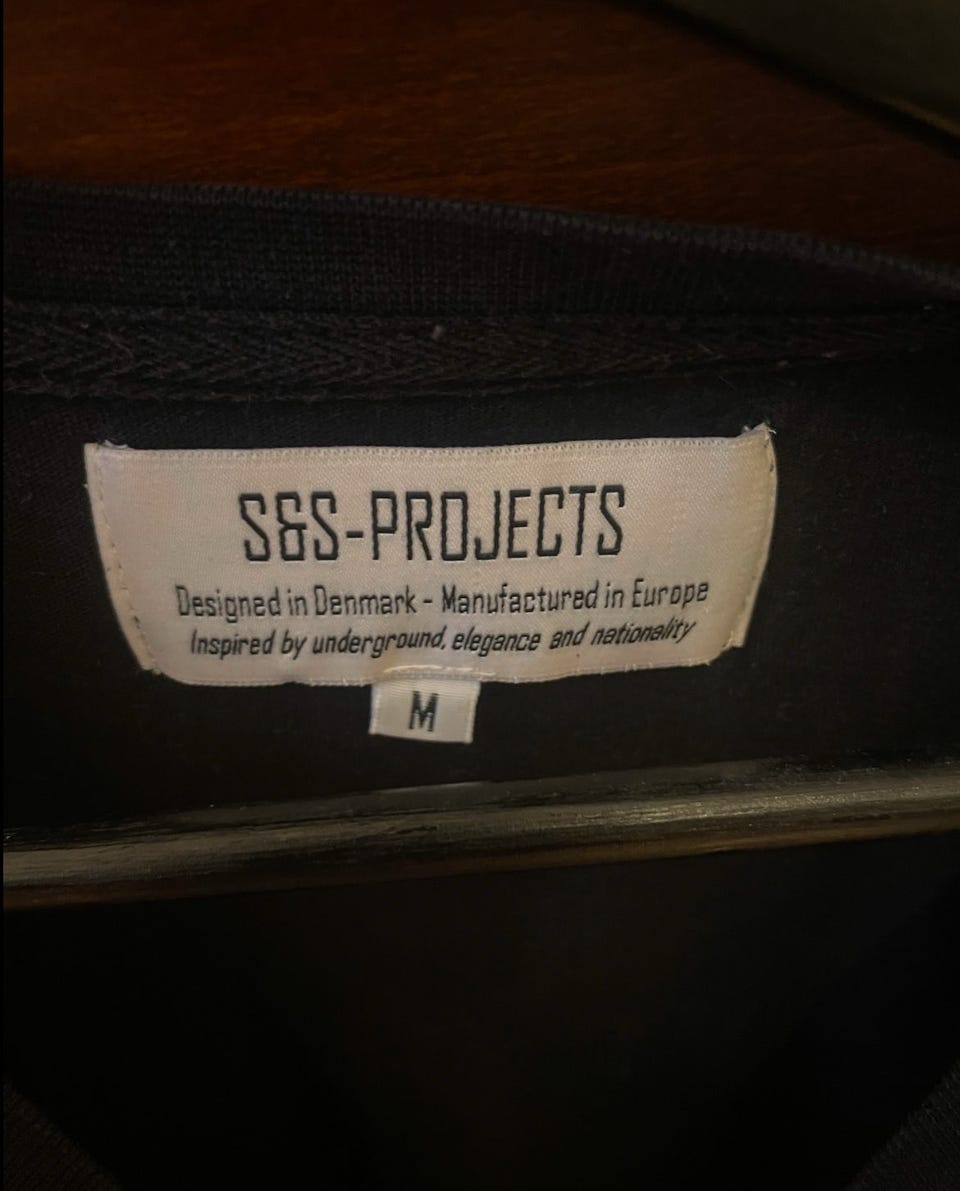 S&S-PROJECTS
Designed in Denmark - Manufactured in Europe
Inspired by underground, elegance and nationality
M